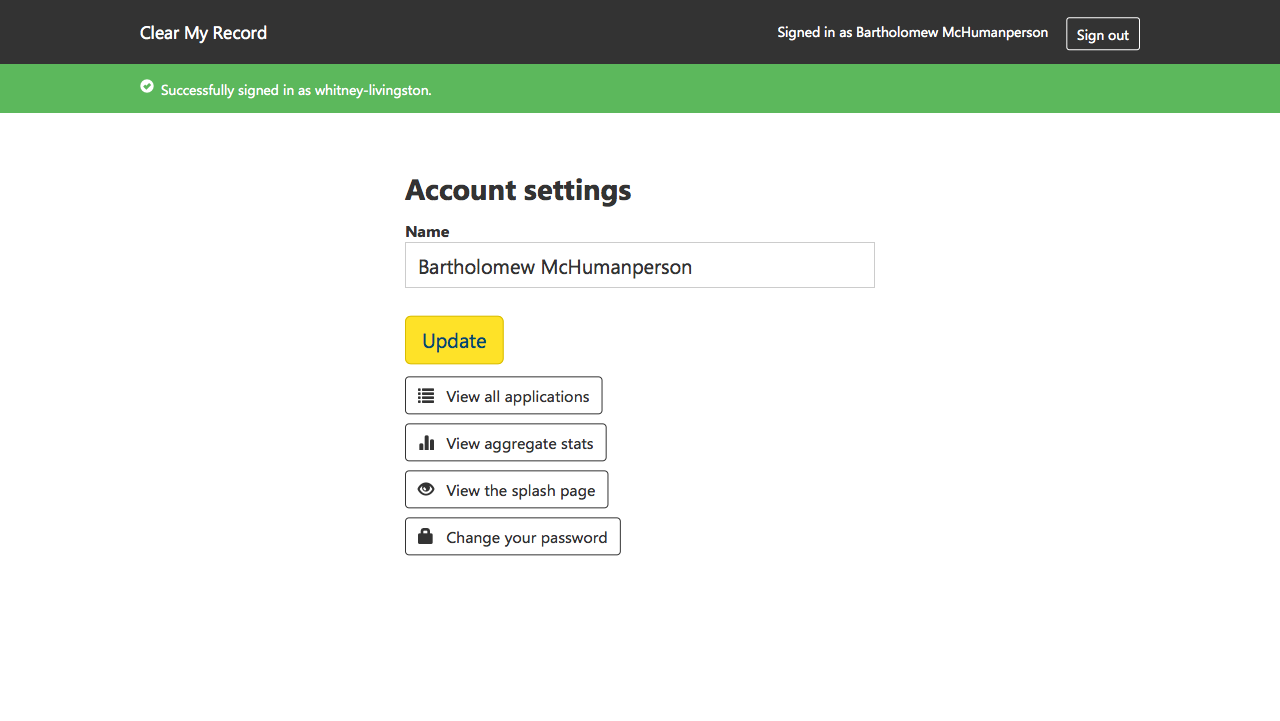 Clear My Record
Signed in as Bartholomew McHumanperson
Sign out
Successfully signed in as whitney-livingston.
Account settings
Name
Bartholomew McHumanperson
Update
View all applications
View aggregate stats
View the splash page
Change your password